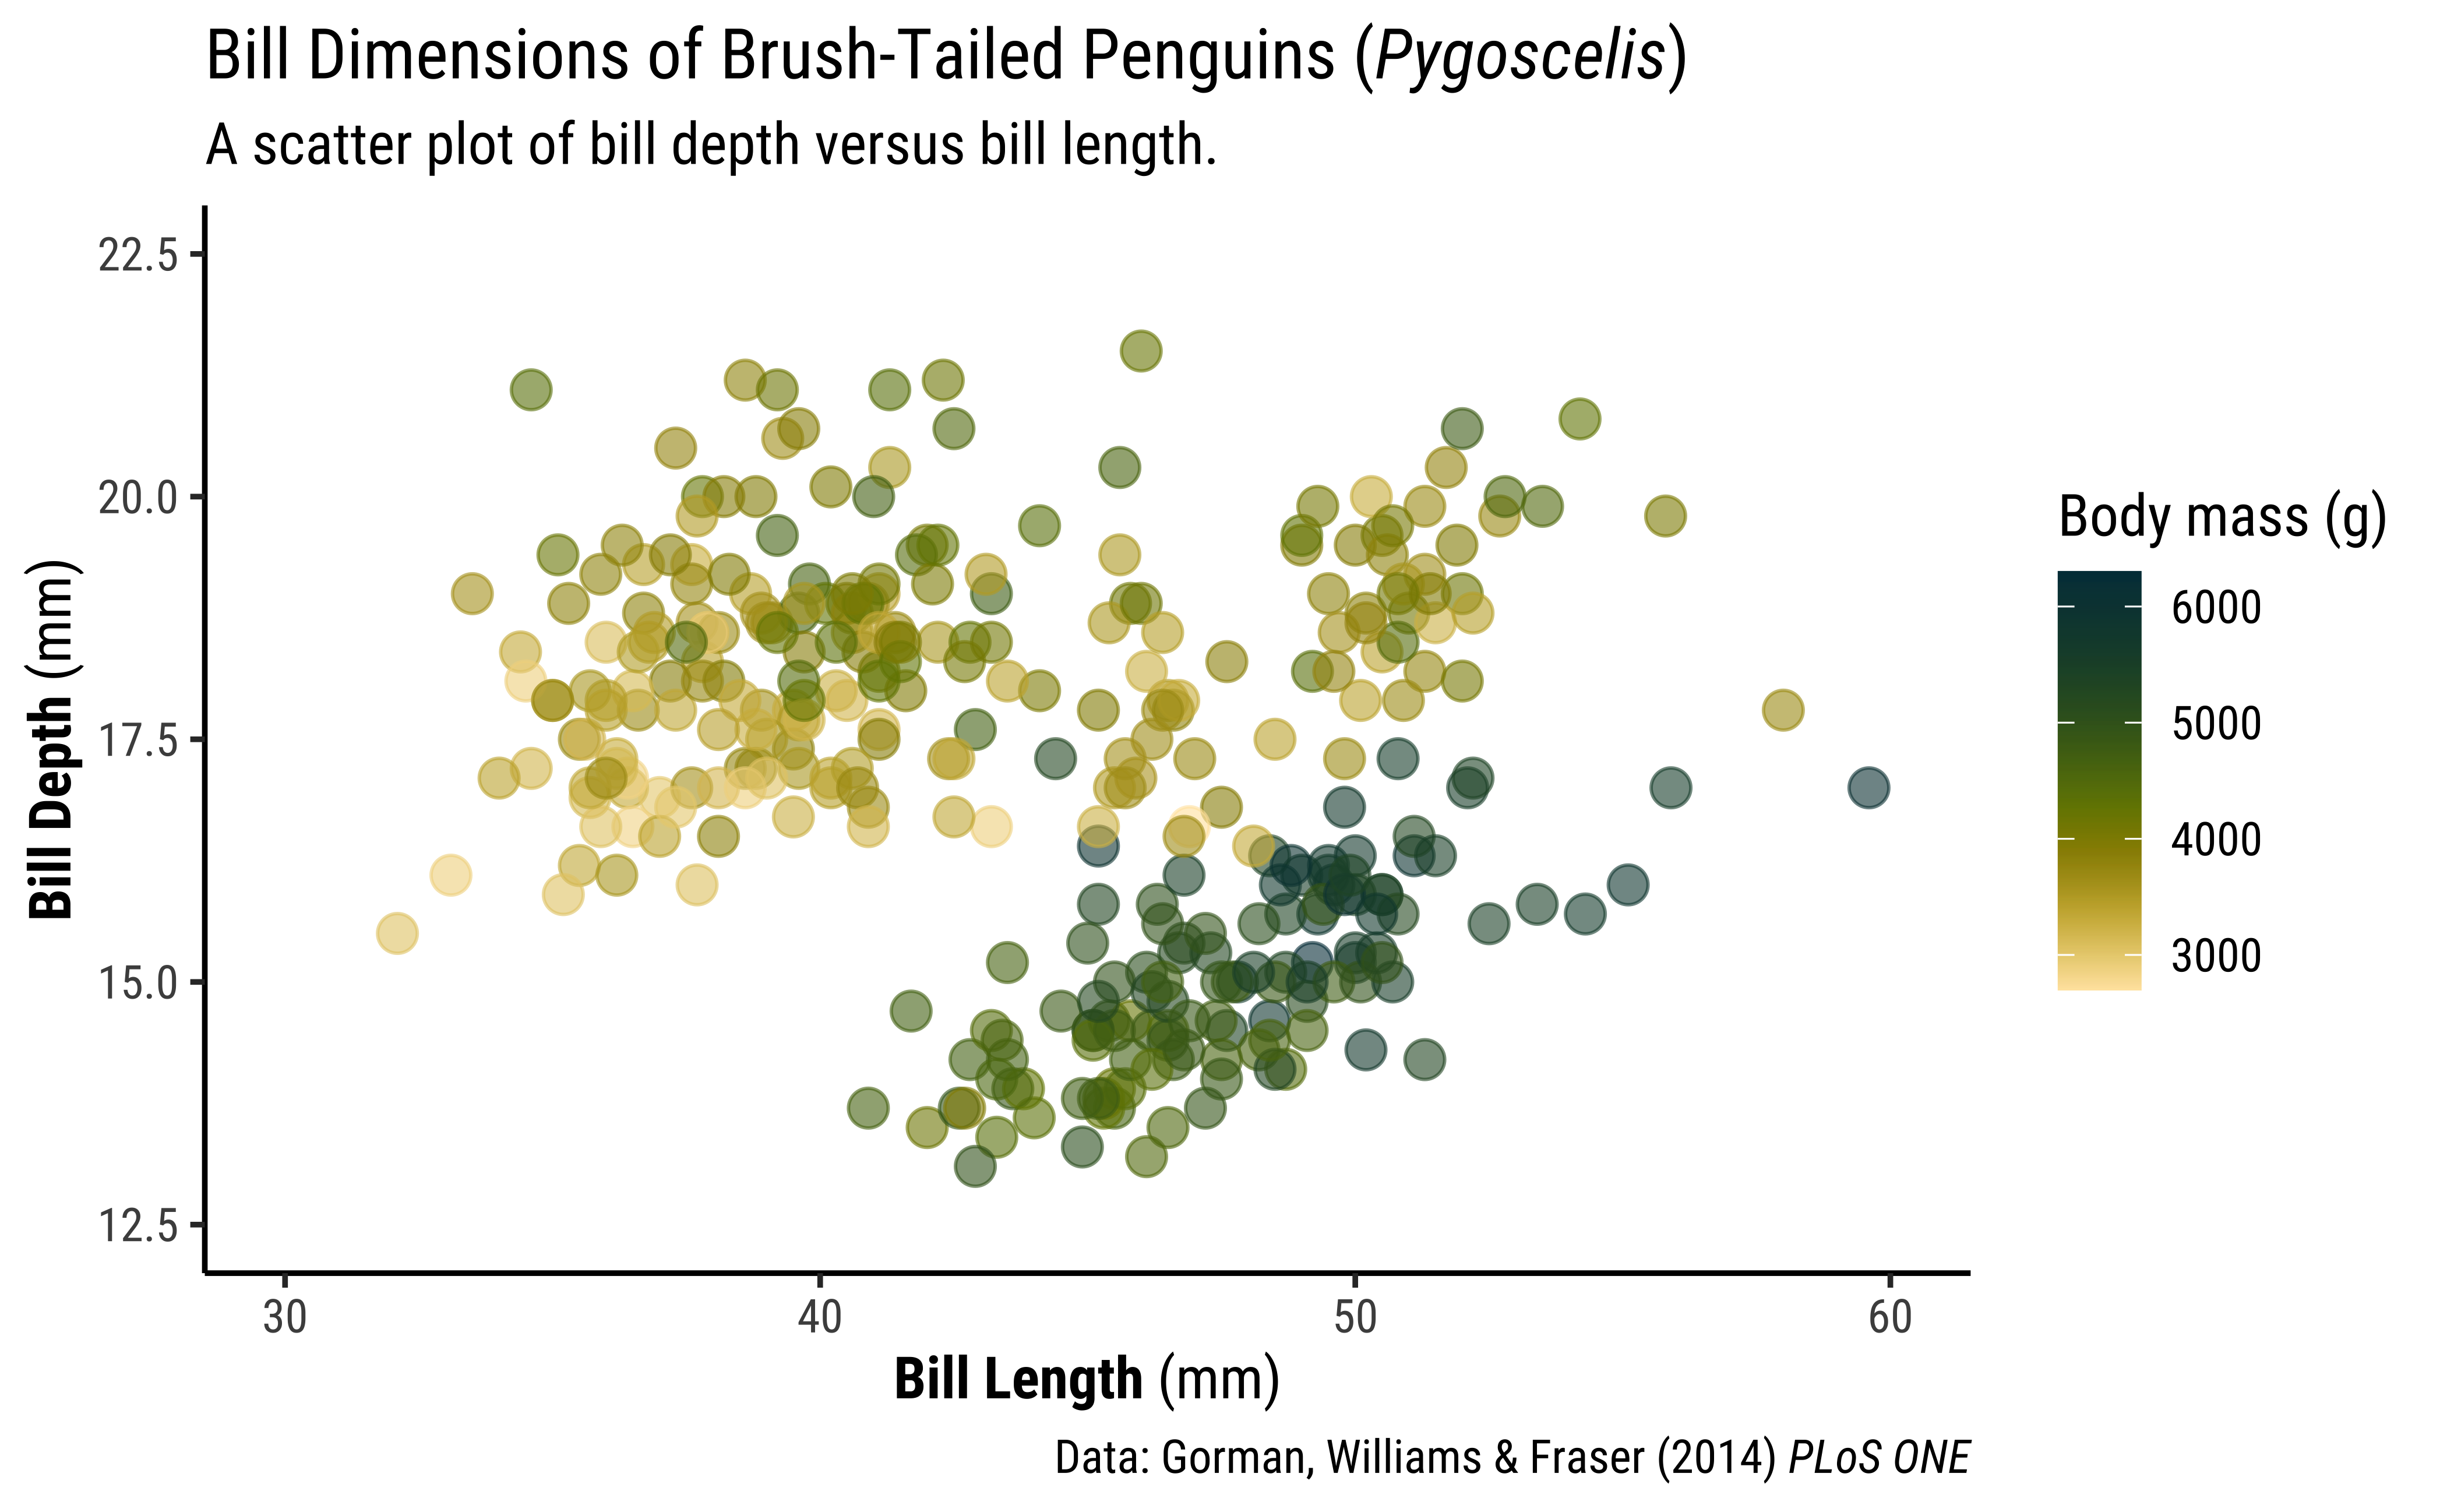 Bill Dimensions of Brush-Tailed Penguins (Pygoscelis)
A scatter plot of bill depth versus bill length.
Bill Depth (mm)
22.5
20.0
17.5
15.0
12.5
30 40 50 60
Bill Length (mm)
Body mass (g)
6000
5000
4000
3000
Data: Gorman, Williams & Fraser (2014) PLoS ONE